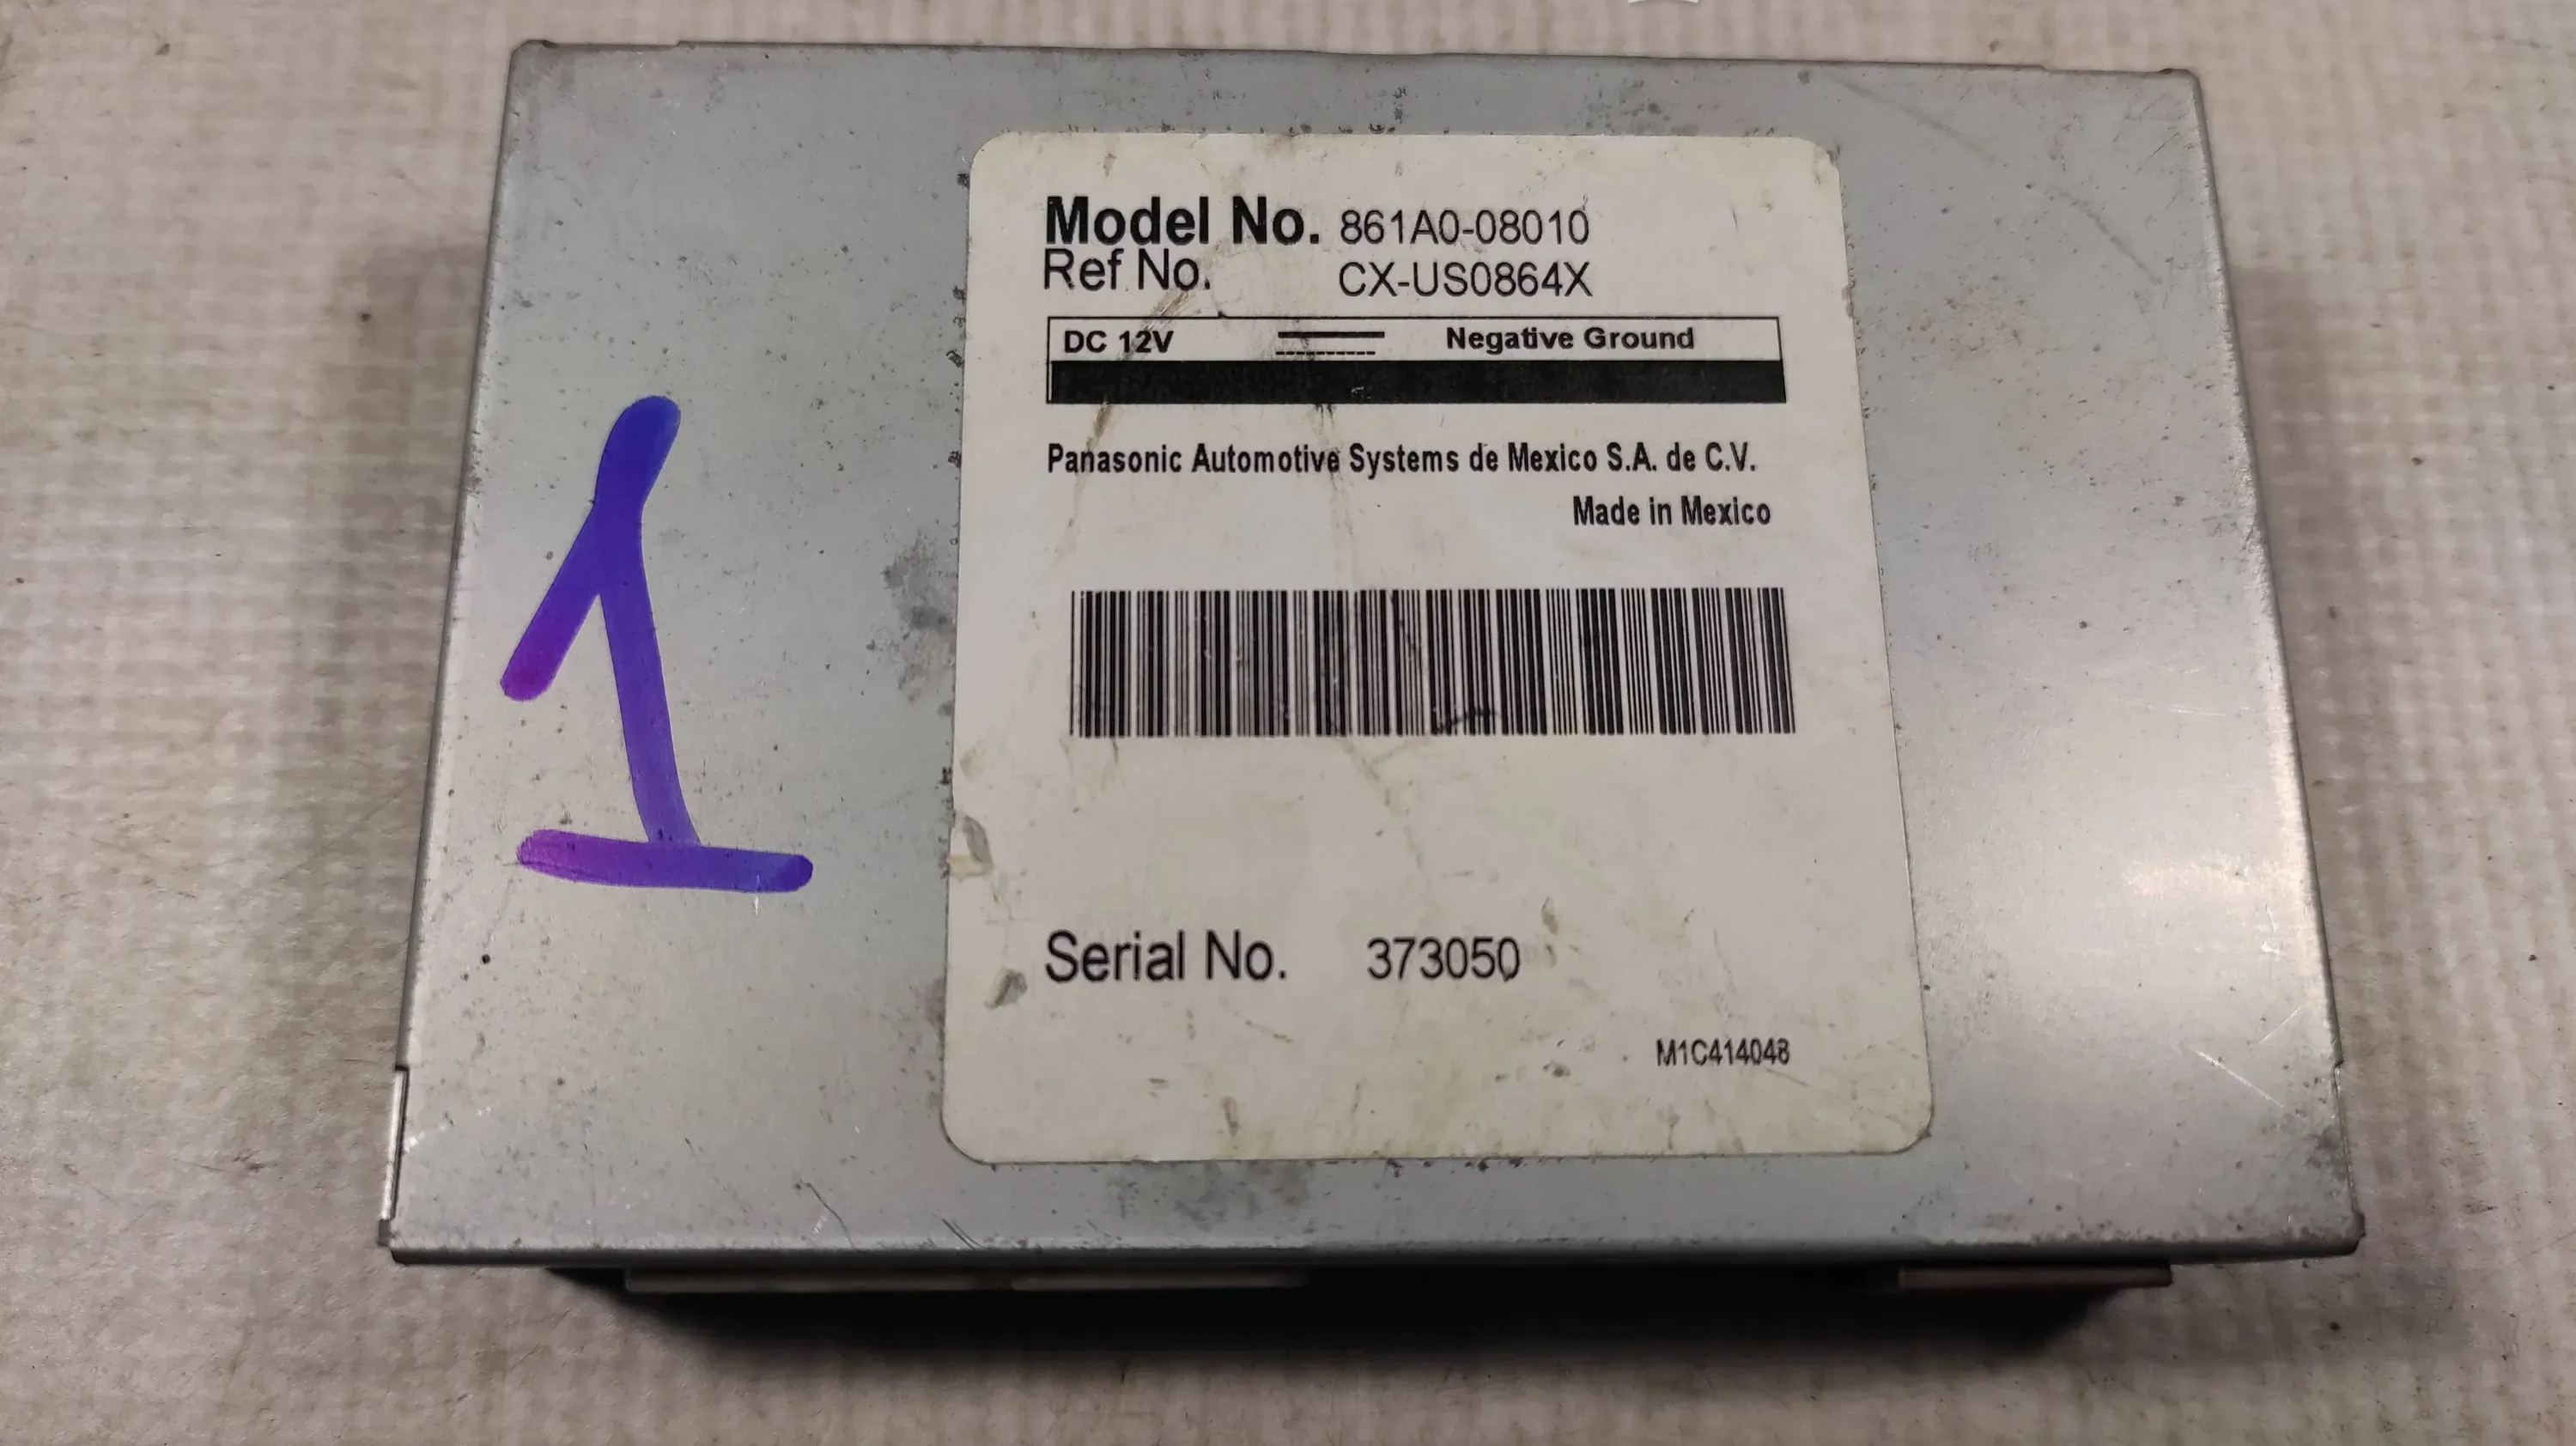 Model No. 861A0-08010
Ref No. CX-US0864X
DC 12V Negative Ground
Panasonic Automotive Systems de Mexico S.A. de C.V.
Made in Mexico
1
Serial No. 373050
M1C414048